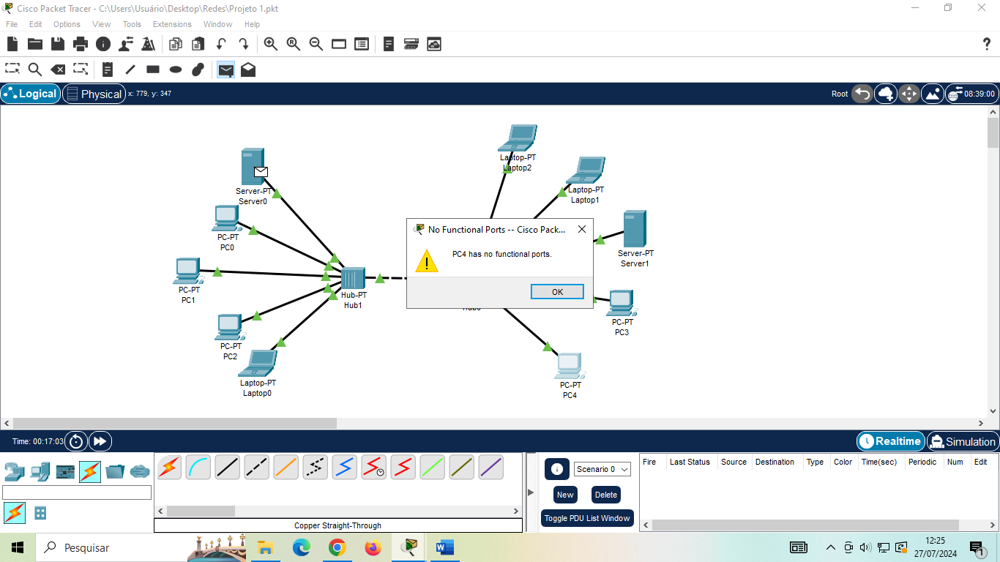 Cisco Packet Tracer - C:\Users\Usuário\Desktop\Redes\Projeto 1.pkt
File Edit Options View Tools Extensions Window Help
Logical Physical x: 779, y: 347 Root 08:39:00
Laptop-PT
Laptop2
Laptop-PT
Laptop1
Server-PT
Server0
PC-PT
PC0
No Functional Ports -- Cisco Pack...
PC4 has no functional ports.
OK
Server-PT
Server1
PC-PT
PC1
Hub-PT
Hub1
PC-PT
PC3
PC-PT
PC2
Laptop-PT
Laptop0
PC-PT
PC4
Time: 00:17:03 Realtime Simulation
Scenario 0
New Delete
Toggle PDU List Window
Fire Last Status Source Destination Type Color Time(sec) Periodic Num Edit
Copper Straight-Through
Pesquisar
12:25
27/07/2024
1